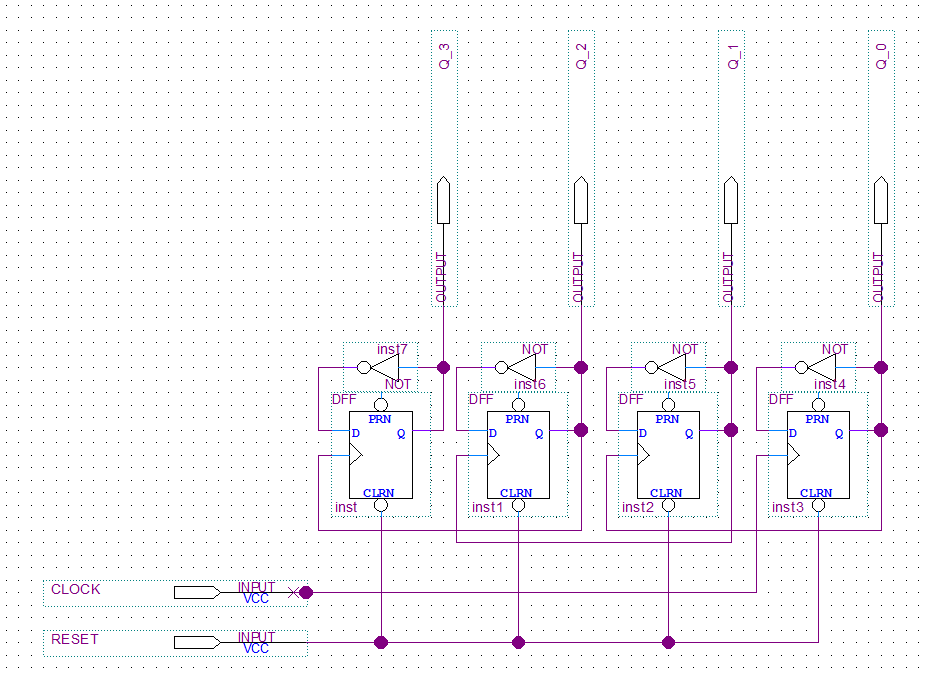 Q_3
Q_2
Q_1
Q_0
OUTPUT
OUTPUT
OUTPUT
OUTPUT
inst7
NOT
NOT
NOT
NOT
inst6
inst5
inst4
DFF
DFF
DFF
DFF
PRN
PRN
PRN
PRN
D Q
D Q
D Q
D Q
CLRN
CLRN
CLRN
CLRN
inst
inst1
inst2
inst3
CLOCK
INPUT
VCC
RESET
INPUT
VCC